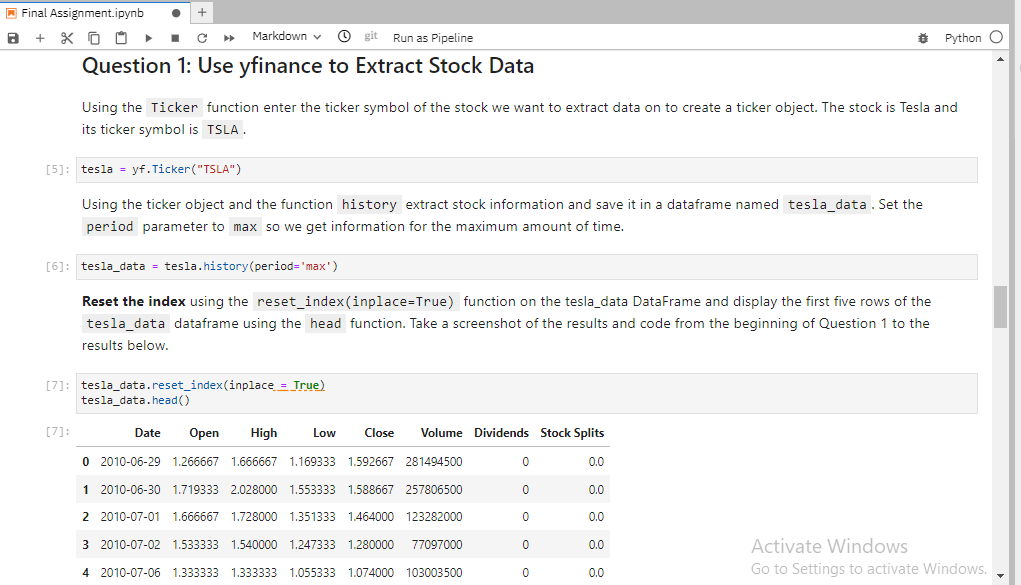 Final Assignment.ipynb
Markdown
git
Run as Pipeline
Python
Question 1: Use yfinance to Extract Stock Data
Using the Ticker function enter the ticker symbol of the stock we want to extract data on to create a ticker object. The stock is Tesla and
its ticker symbol is TSLA .
[5]: tesla = yf.Ticker("TSLA")
Using the ticker object and the function history extract stock information and save it in a dataframe named tesla_data . Set the
period parameter to max so we get information for the maximum amount of time.
[6]: tesla_data = tesla.history(period='max')
Reset the index using the reset_index(inplace=True) function on the tesla_data DataFrame and display the first five rows of the
tesla_data dataframe using the head function. Take a screenshot of the results and code from the beginning of Question 1 to the
results below.
[7]: tesla_data.reset_index(inplace = True)
tesla_data.head()
[7]: Date Open High Low Close Volume Dividends Stock Splits
0 2010-06-29 1.266667 1.666667 1.169333 1.592667 281494500 0 0.0
1 2010-06-30 1.719333 2.028000 1.553333 1.588667 257806500 0 0.0
2 2010-07-01 1.666667 1.728000 1.351333 1.464000 123282000 0 0.0
3 2010-07-02 1.533333 1.540000 1.247333 1.280000 77097000 0 0.0
4 2010-07-06 1.333333 1.333333 1.055333 1.074000 103003500 0 0.0
Activate Windows
Go to Settings to activate Windows.